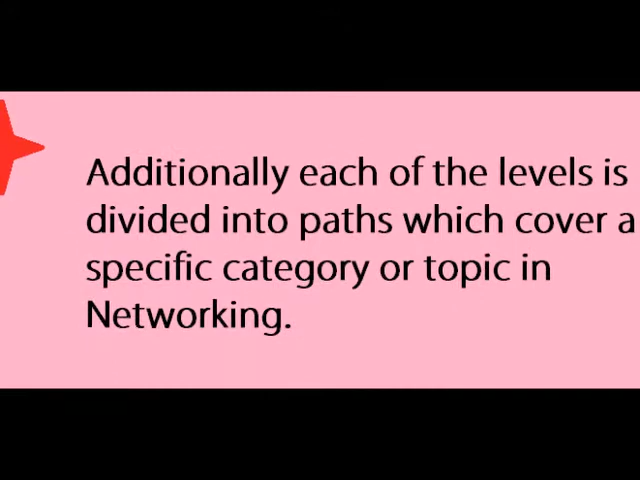 Additionally each of the levels is
divided into paths which cover a
specific category or topic in
Networking.